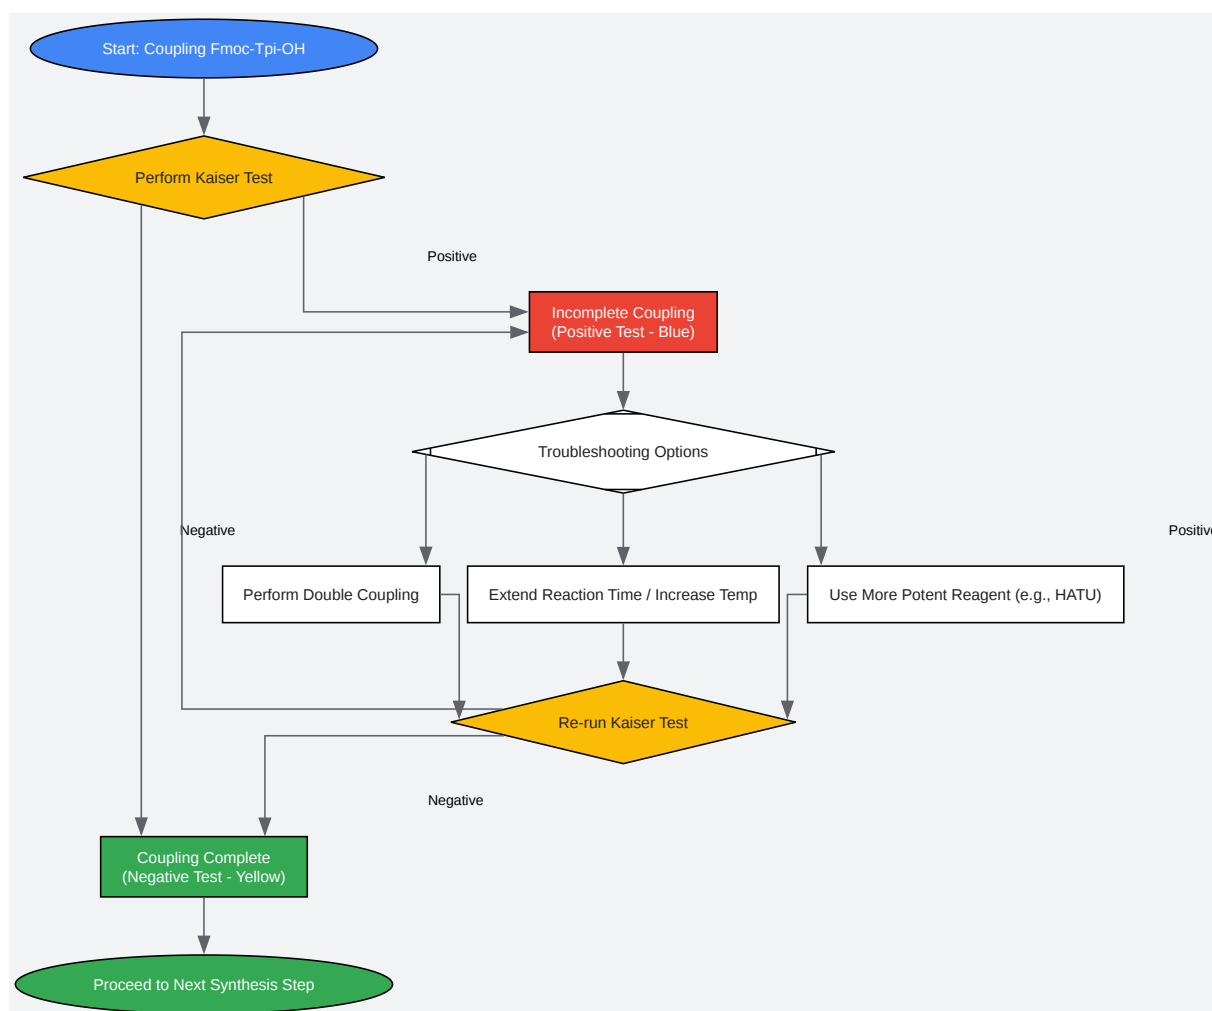 Start: Coupling Fmoc-Tpi-OH
Perform Kaiser Test
Positive
Incomplete Coupling
(Positive Test - Blue)
Troubleshooting Options
Negative
Positive
Perform Double Coupling
Extend Reaction Time / Increase Temp
Use More Potent Reagent (e.g., HATU)
Re-run Kaiser Test
Negative
Coupling Complete
(Negative Test - Yellow)
Proceed to Next Synthesis Step